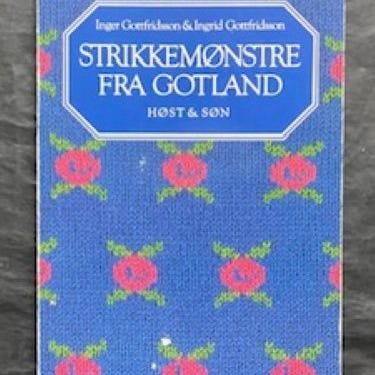 Inger Gottfridsson & Ingrid Gottfridsson
STRIKKEMØNSTRE
FRA GOTLAND
HØST & SØN